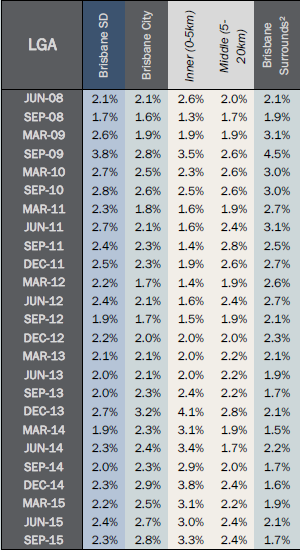 LGA Brisbane SD Brisbane City Inner (0-5km) Middle (5-20km) Brisbane Surrounds²
JUN-08 2.1% 2.1% 2.6% 2.0% 2.1%
SEP-08 1.7% 1.6% 1.3% 1.7% 1.9%
MAR-09 2.6% 1.9% 1.9% 1.9% 3.1%
SEP-09 3.8% 2.8% 3.5% 2.6% 4.5%
MAR-10 2.7% 2.5% 2.3% 2.6% 3.0%
SEP-10 2.8% 2.6% 2.5% 2.6% 3.0%
MAR-11 2.3% 1.8% 1.6% 1.9% 2.7%
JUN-11 2.7% 2.1% 1.6% 2.4% 3.1%
SEP-11 2.4% 2.3% 1.4% 2.8% 2.5%
DEC-11 2.5% 2.3% 1.9% 2.6% 2.7%
MAR-12 2.2% 1.7% 1.4% 1.9% 2.6%
JUN-12 2.4% 2.1% 1.6% 2.4% 2.7%
SEP-12 1.9% 1.7% 1.5% 1.9% 2.1%
DEC-12 2.2% 2.0% 2.0% 2.0% 2.3%
MAR-13 2.1% 2.1% 2.0% 2.2% 2.1%
JUN-13 2.0% 2.1% 2.0% 2.2% 1.9%
SEP-13 2.0% 2.3% 2.4% 2.2% 1.7%
DEC-13 2.7% 3.2% 4.1% 2.8% 2.1%
MAR-14 1.9% 2.3% 3.1% 1.9% 1.5%
JUN-14 2.3% 2.4% 3.4% 1.7% 2.2%
SEP-14 2.0% 2.3% 2.9% 2.0% 1.7%
DEC-14 2.3% 2.9% 3.8% 2.4% 1.6%
MAR-15 2.2% 2.5% 3.1% 2.2% 1.9%
JUN-15 2.4% 2.7% 3.0% 2.4% 2.1%
SEP-15 2.3% 2.8% 3.3% 2.4% 1.7%